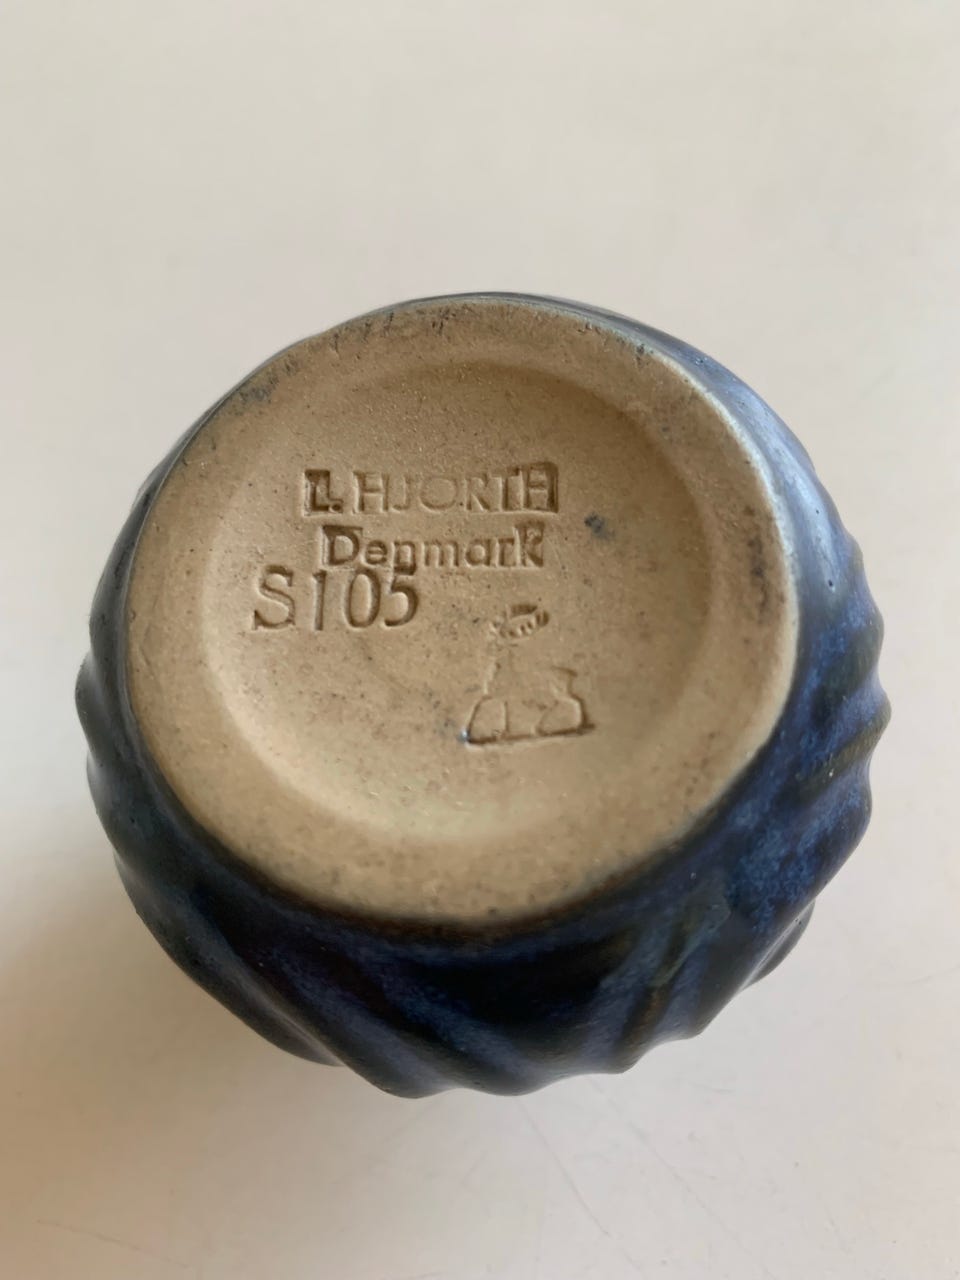 L. HJORTH
Denmark
S105